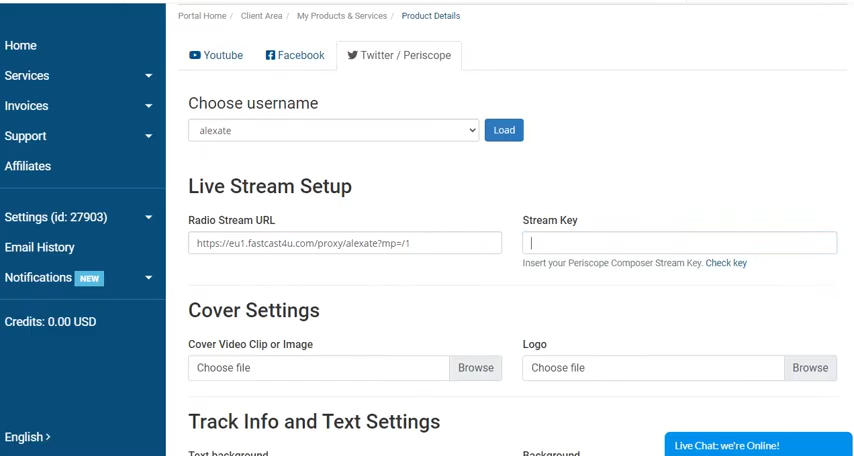 Portal Home / Client Area / My Products & Services / Product Details
Home
Services
Invoices
Support
Affiliates
Settings (id: 27903)
Email History
Notifications NEW
Credits: 0.00 USD
English
Youtube Facebook Twitter / Periscope
Choose username
alexate Load
Live Stream Setup
Radio Stream URL Stream Key
https://eu1.fastcast4u.com/proxy/alexate?mp=/1
Insert your Periscope Composer Stream Key. Check key
Cover Settings
Cover Video Clip or Image Logo
Choose file Browse Choose file Browse
Track Info and Text Settings
Text background Background
Live Chat: we're Online!